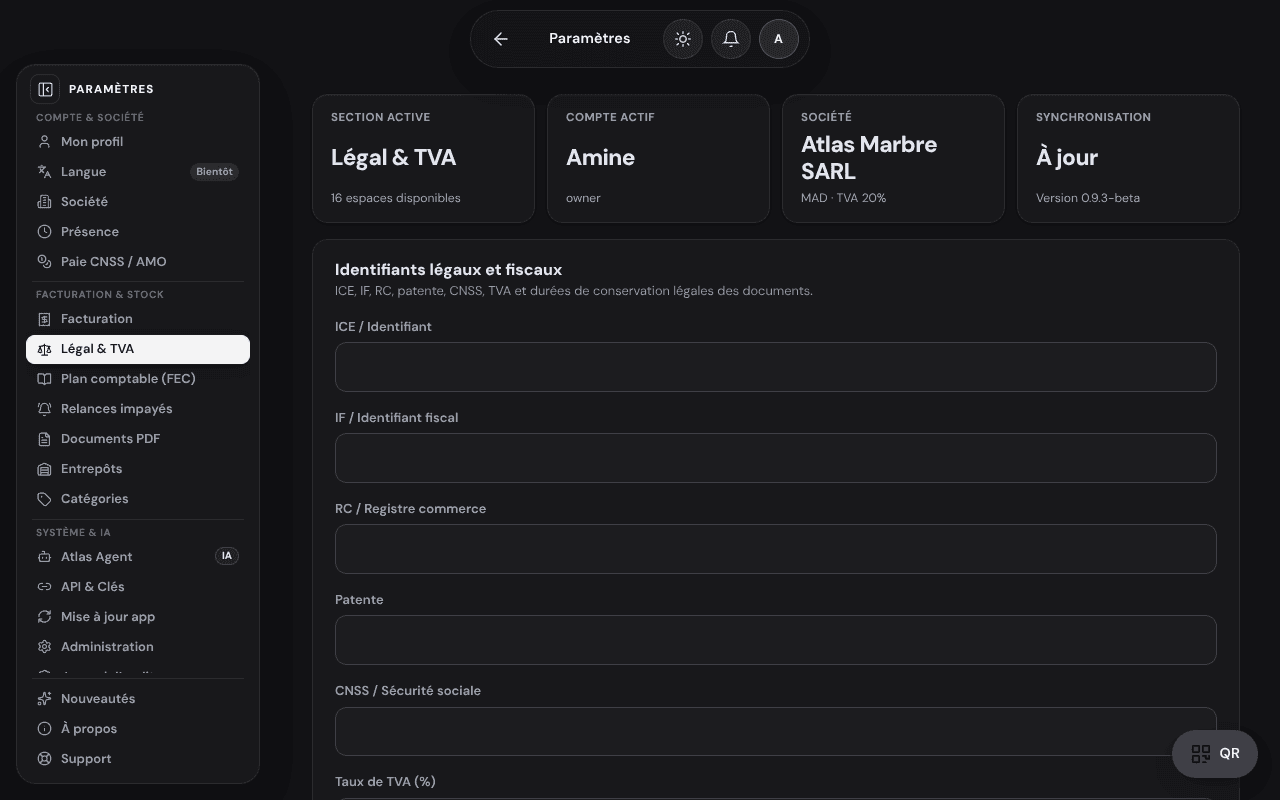 Paramètres
A
PARAMÈTRES
COMPTE & SOCIÉTÉ
Mon profil
Langue
Bientôt
Société
Présence
Paie CNSS / AMO
FACTURATION & STOCK
Facturation
Légal & TVA
Plan comptable (FEC)
Relances impayés
Documents PDF
Entrepôts
Catégories
SYSTÈME & IA
Atlas Agent
IA
API & Clés
Mise à jour app
Administration
Nouveautés
À propos
Support
SECTION ACTIVE
Légal & TVA
16 espaces disponibles
COMPTE ACTIF
Amine
owner
SOCIÉTÉ
Atlas Marbre
SARL
MAD · TVA 20%
SYNCHRONISATION
À jour
Version 0.9.3-beta
Identifiants légaux et fiscaux
ICE, IF, RC, patente, CNSS, TVA et durées de conservation légales des documents.
ICE / Identifiant
IF / Identifiant fiscal
RC / Registre commerce
Patente
CNSS / Sécurité sociale
Taux de TVA (%)
QR